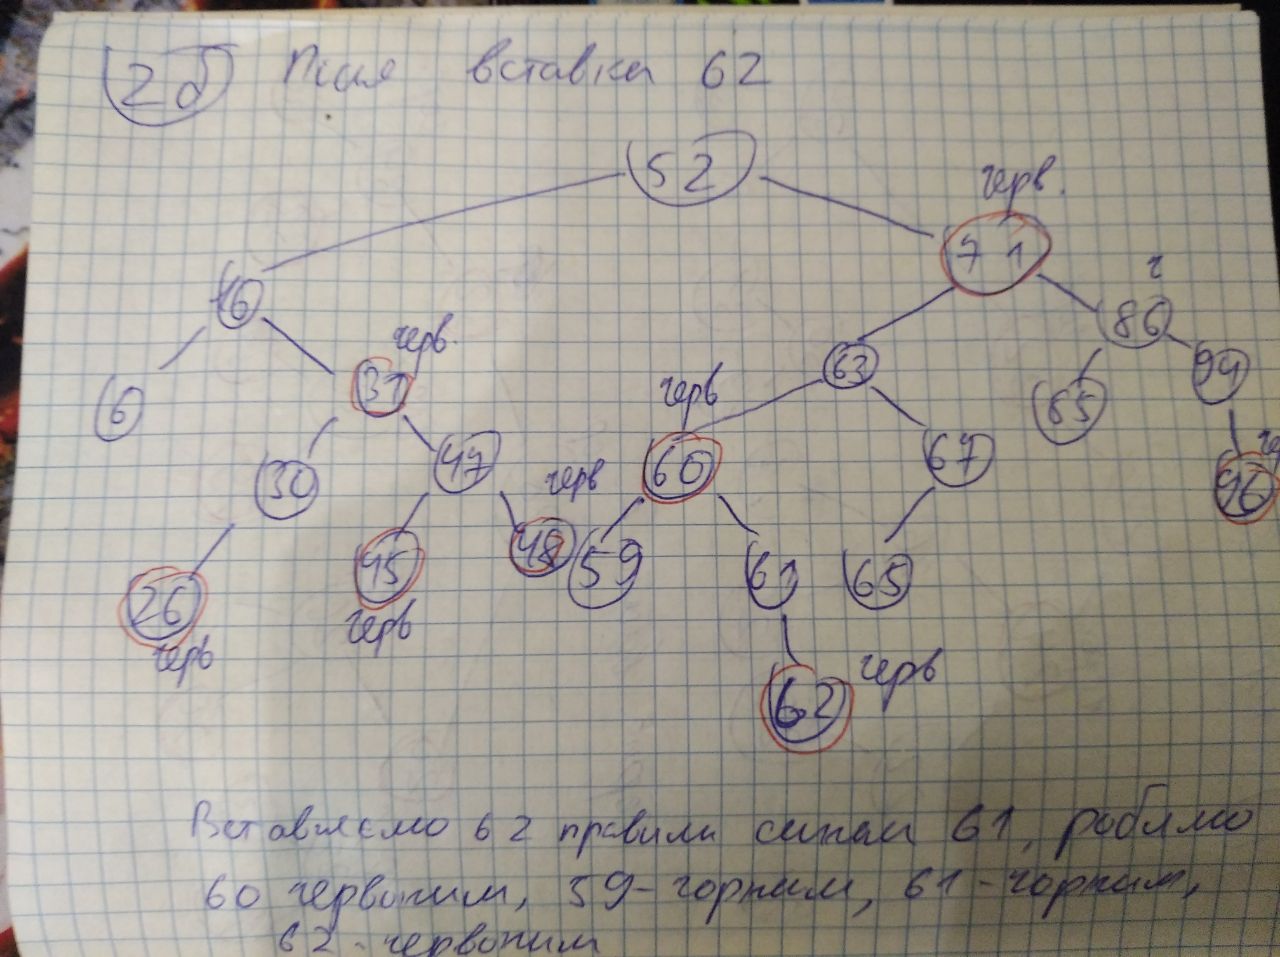 2б Після вставки 62
52
черв.
71
16
ч
86
черв.
31
63
94
6
черв
85
60
67
30
47
черв
96
45
48
59
61
65
26
черв
черв
62
черв
Вставляємо 62 правим сином 61, робимо
60 червоним, 59 - чорним, 61 - чорним,
62 - червоним